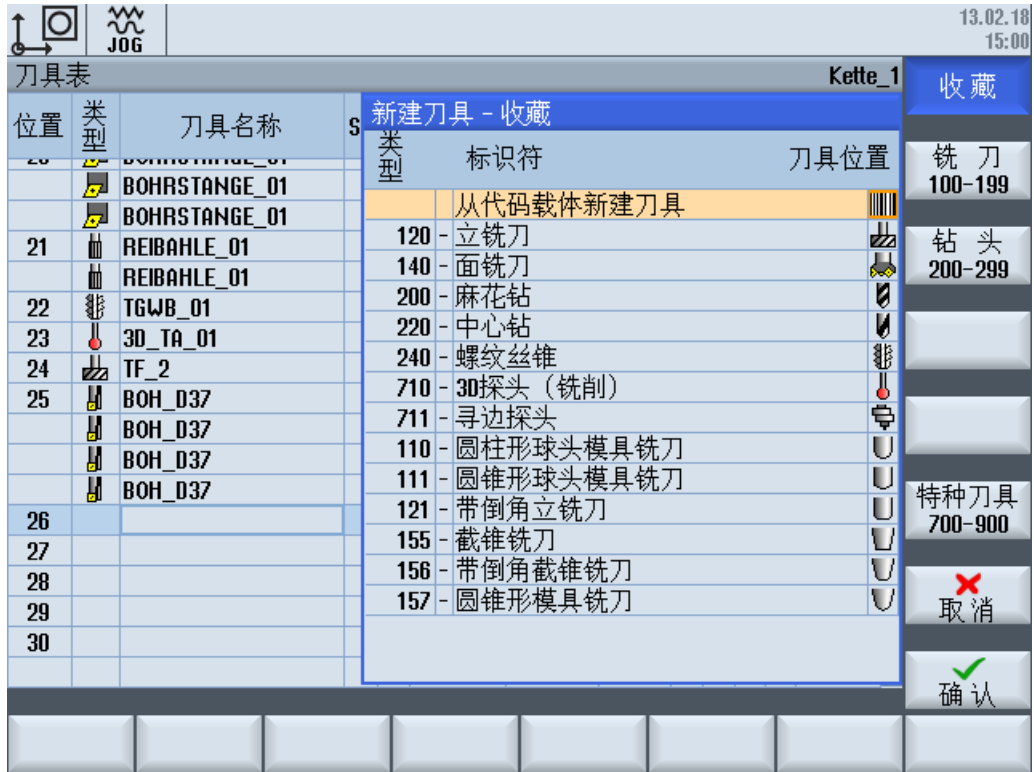 JOG
13.02.18
15:00
刀具表 Kette_1
位置 类型 刀具名称 S
BOHRSTANGE_01
BOHRSTANGE_01
21 REIBAHLE_01
REIBAHLE_01
22 TGWB_01
23 3D_TA_01
24 TF_2
25 BOH_D37
BOH_D37
BOH_D37
BOH_D37
26
27
28
29
30
新建刀具 - 收藏
类型 标识符 刀具位置
从代码载体新建刀具
120 - 立铣刀
140 - 面铣刀
200 - 麻花钻
220 - 中心钻
240 - 螺纹丝锥
710 - 3D探头（铣削）
711 - 寻边探头
110 - 圆柱形球头模具铣刀
111 - 圆锥形球头模具铣刀
121 - 带倒角立铣刀
155 - 截锥铣刀
156 - 带倒角截锥铣刀
157 - 圆锥形模具铣刀
收藏
铣 刀
100-199
钻 头
200-299
特种刀具
700-900
取消
确认